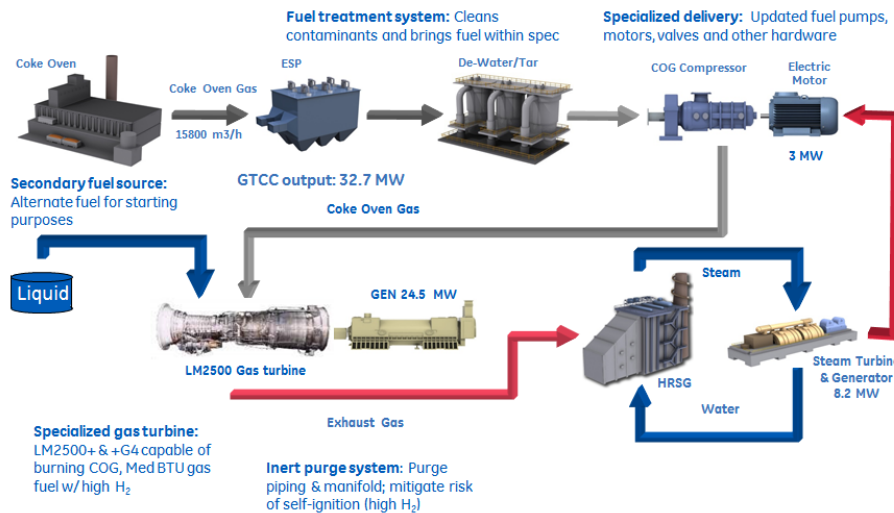 Fuel treatment system: Cleans
contaminants and brings fuel within spec
Specialized delivery: Updated fuel pumps,
motors, valves and other hardware
Coke Oven
Coke Oven Gas
15800 m3/h
ESP
De-Water/Tar
COG Compressor
Electric
Motor
3 MW
Secondary fuel source:
Alternate fuel for starting
purposes
GTCC output: 32.7 MW
Coke Oven Gas
Liquid
LM2500 Gas turbine
GEN 24.5 MW
Steam
HRSG
Water
Steam Turbine
& Generator
8.2 MW
Exhaust Gas
Specialized gas turbine:
LM2500+ & +G4 capable of
burning COG, Med BTU gas
fuel w/ high H₂
Inert purge system: Purge
piping & manifold; mitigate risk
of self-ignition (high H₂)